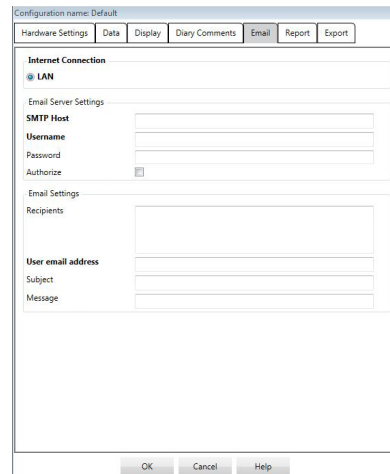 Configuration name: Default
Hardware Settings Data Display Diary Comments Email Report Export
Internet Connection
LAN
Email Server Settings
SMTP Host
Username
Password
Authorize
Email Settings
Recipients
User email address
Subject
Message
OK Cancel Help